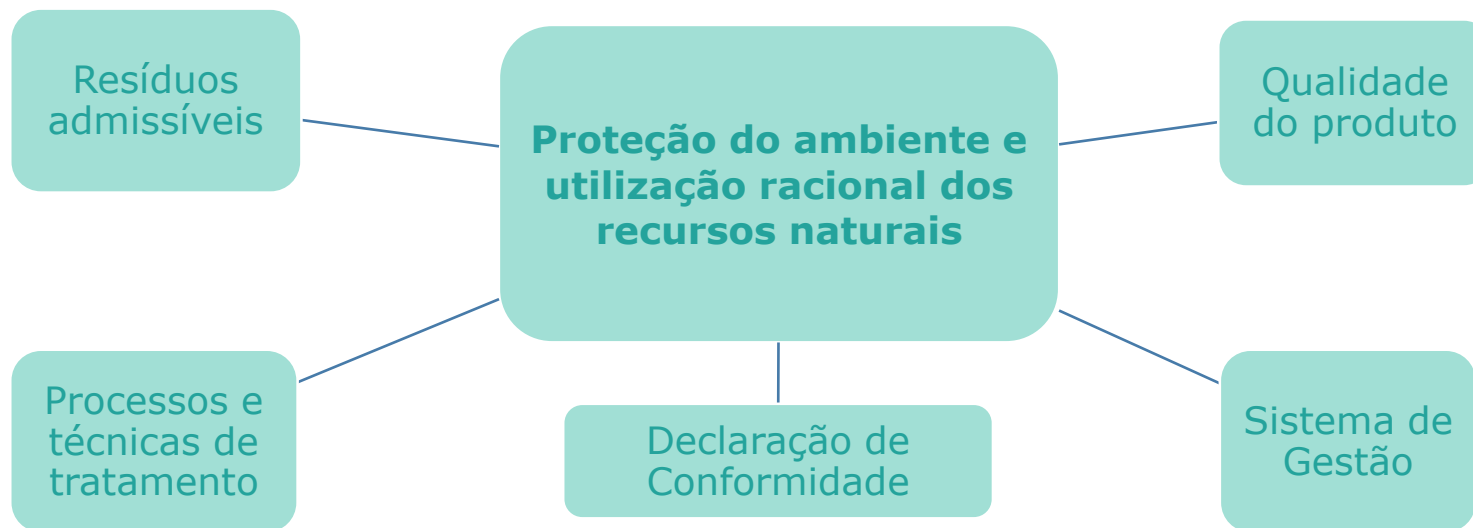 Resíduos
admissíveis
Proteção do ambiente e
utilização racional dos
recursos naturais
Qualidade
do produto
Processos e
técnicas de
tratamento
Declaração de
Conformidade
Sistema de
Gestão